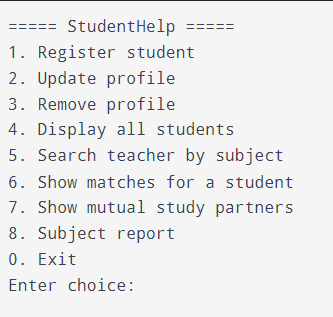 ===== StudentHelp =====
1. Register student
2. Update profile
3. Remove profile
4. Display all students
5. Search teacher by subject
6. Show matches for a student
7. Show mutual study partners
8. Subject report
0. Exit
Enter choice: